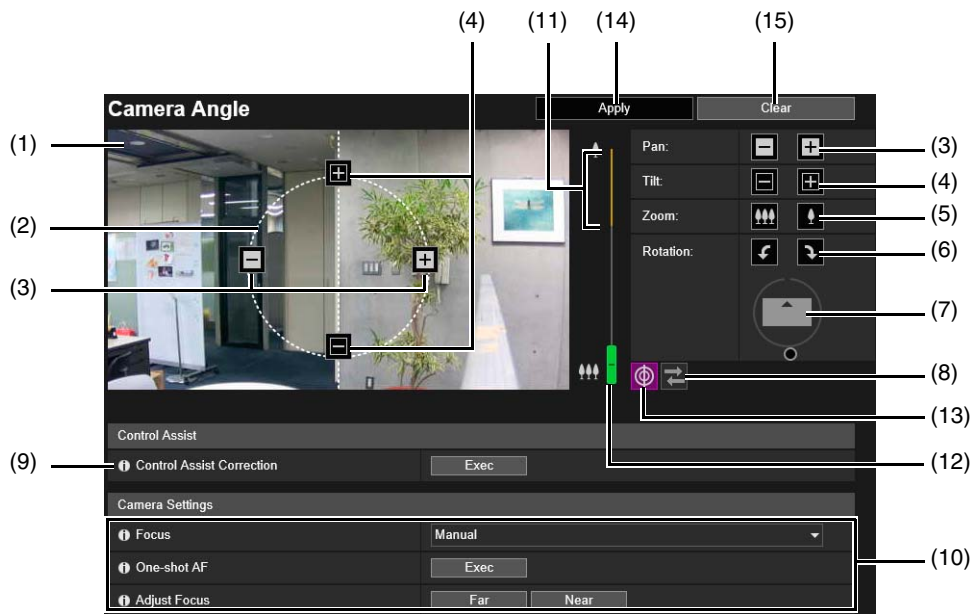 (4) (11) (14) (15)
Camera Angle Apply Clear
(1) Pan: (3)
Tilt: (4)
(2) Zoom: (5)
Rotation: (6)
(3)
(7)
(8)
(13)
Control Assist
(9) Control Assist Correction Exec (12)
Camera Settings
Focus Manual
One-shot AF Exec (10)
Adjust Focus Far Near